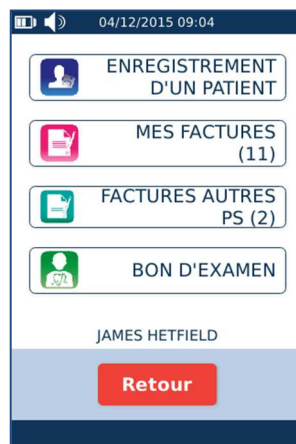 04/12/2015 09:04
ENREGISTREMENT
D'UN PATIENT
MES FACTURES
(11)
FACTURES AUTRES
PS (2)
BON D'EXAMEN
JAMES HETFIELD
Retour